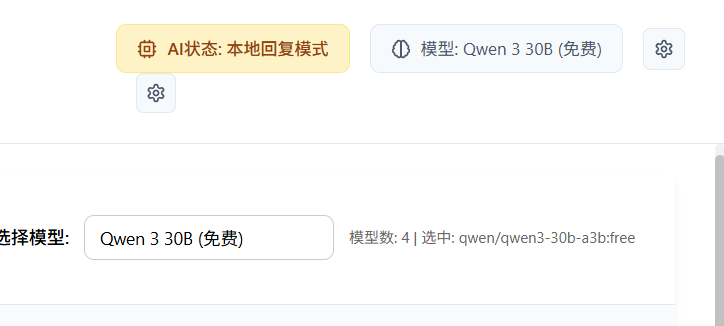 AI状态: 本地回复模式
模型: Qwen 3 30B (免费)
选择模型:
Qwen 3 30B (免费)
模型数: 4 | 选中: qwen/qwen3-30b-a3b:free